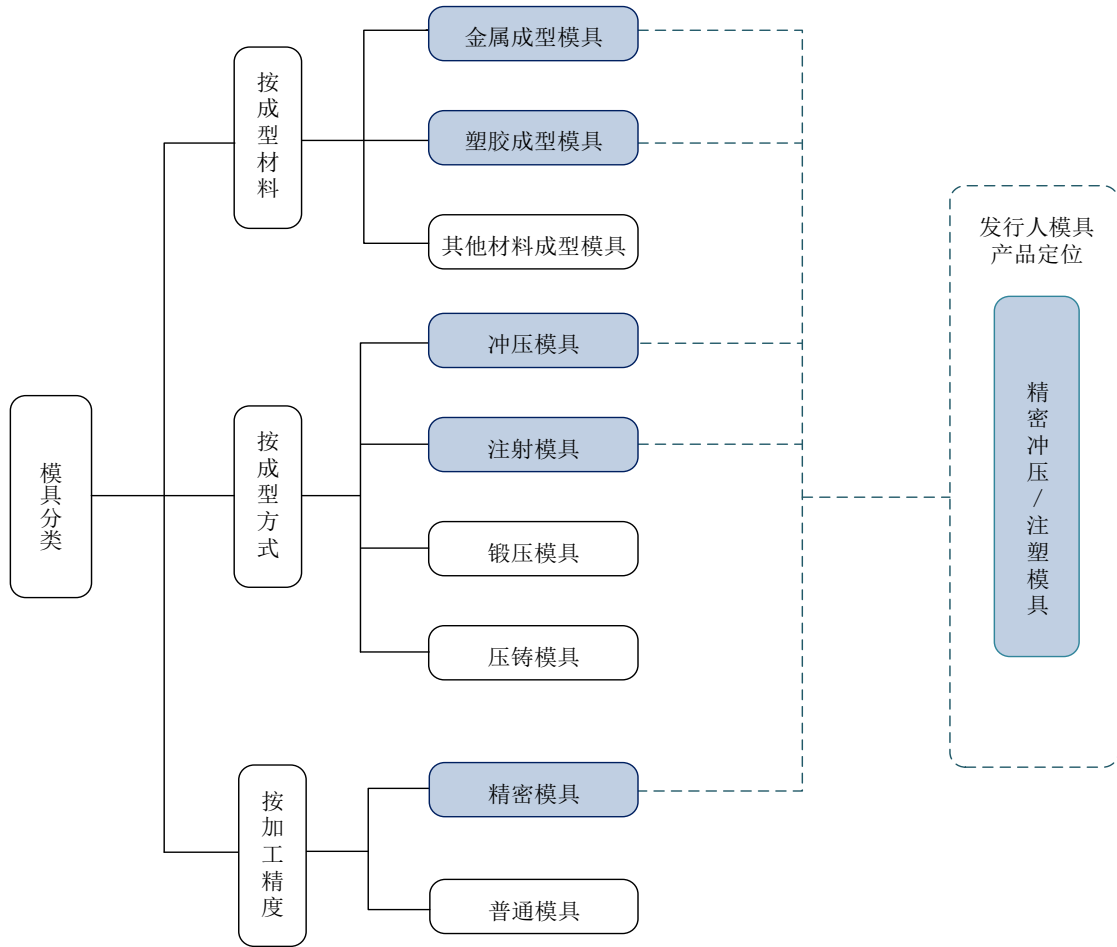 模具分类
按成型材料
金属成型模具
塑胶成型模具
其他材料成型模具
按成型方式
冲压模具
注射模具
锻压模具
压铸模具
按加工精度
精密模具
普通模具
发行人模具
产品定位
精密冲压/注塑模具